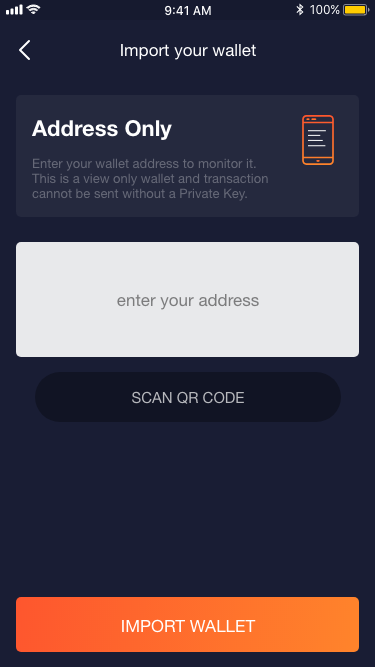 9:41 AM
100%
Import your wallet
Address Only
Enter your wallet address to monitor it.
This is a view only wallet and transaction
cannot be sent without a Private Key.
enter your address
SCAN QR CODE
IMPORT WALLET